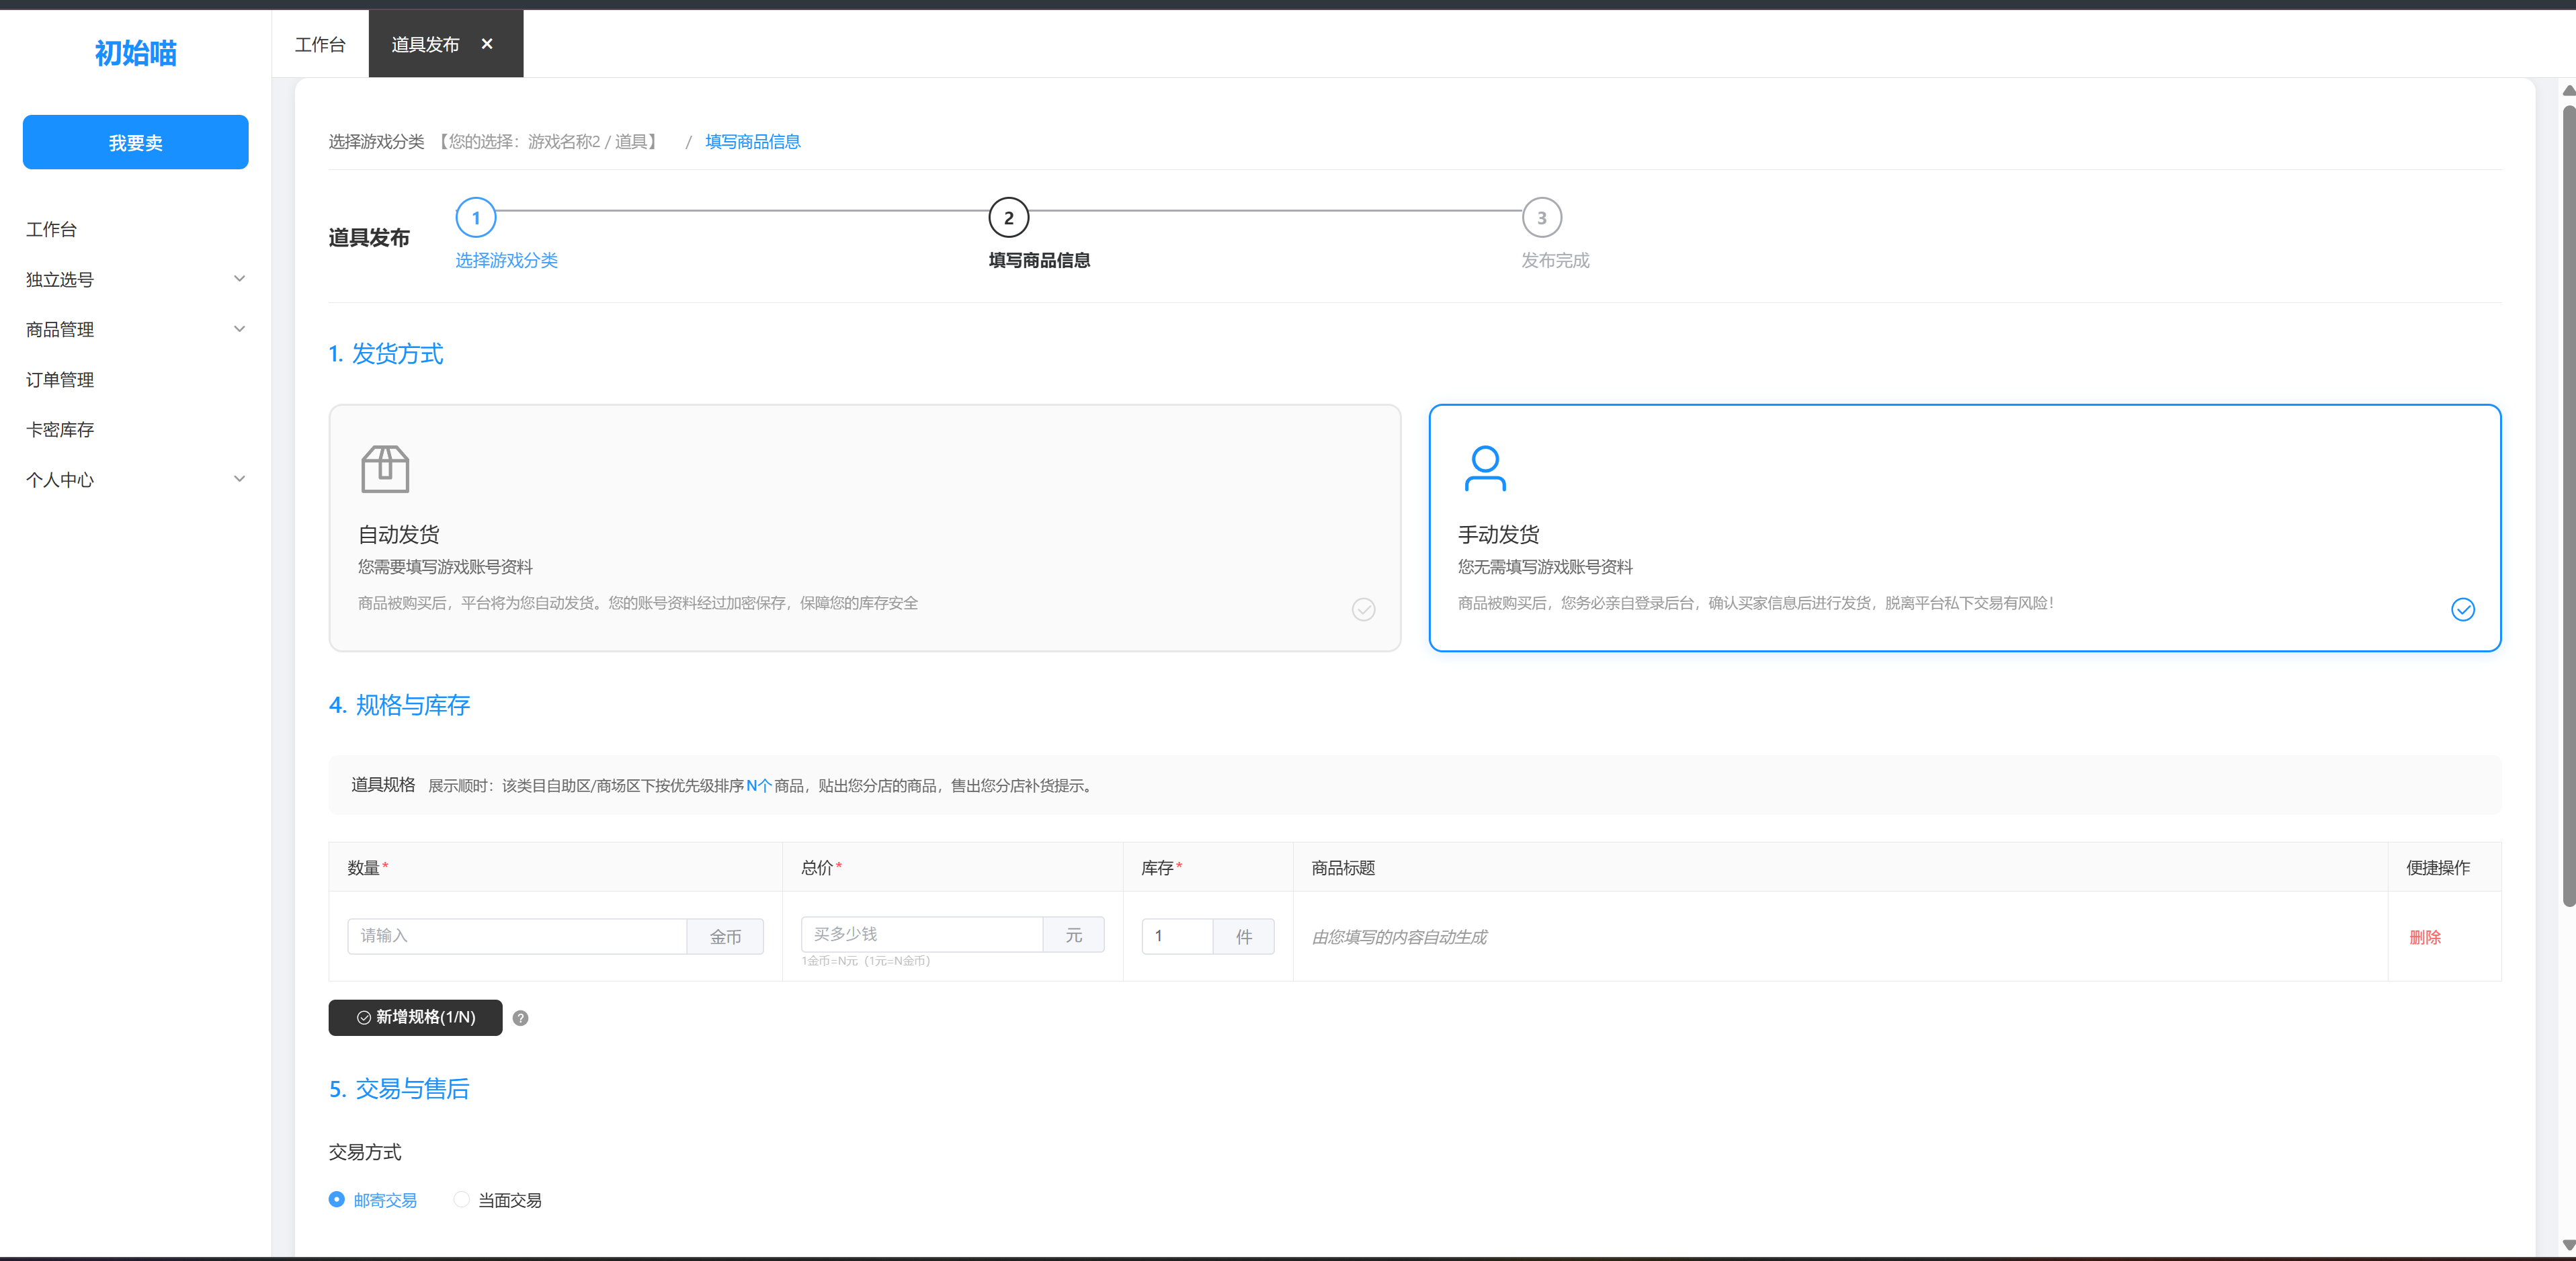 初始喵
我要卖
工作台
独立选号
商品管理
订单管理
卡密库存
个人中心
工作台 道具发布 ×
选择游戏分类 【您的选择：游戏名称2 / 道具】 / 填写商品信息
道具发布
1 选择游戏分类
2 填写商品信息
3 发布完成
1. 发货方式
自动发货
您需要填写游戏账号资料
商品被购买后，平台将为您自动发货。您的账号资料经过加密保存，保障您的库存安全
手动发货
您无需填写游戏账号资料
商品被购买后，您务必亲自登录后台，确认买家信息后进行发货，脱离平台私下交易有风险！
4. 规格与库存
道具规格 展示顺时：该类目自助区/商场区下按优先级排序N个商品，贴出您分店的商品，售出您分店补货提示。
数量* 总价* 库存* 商品标题 便捷操作
请输入 金币 买多少钱 元 1 件 由您填写的内容自动生成 删除
1金币=N元（1元=N金币）
新增规格(1/N) ?
5. 交易与售后
交易方式
邮寄交易 当面交易